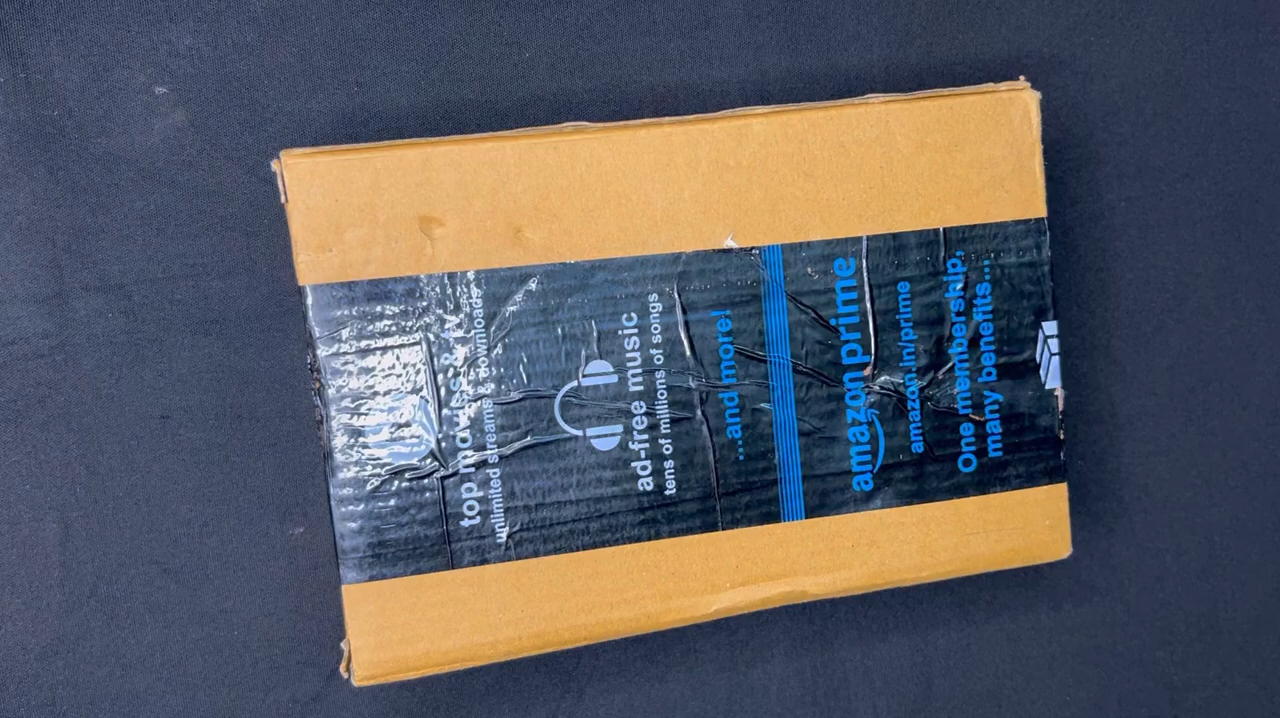 top movies & tv
unlimited streams & downloads
ad-free music
tens of millions of songs
...and more!
amazon prime
amazon.in/prime
One membership,
many benefits...